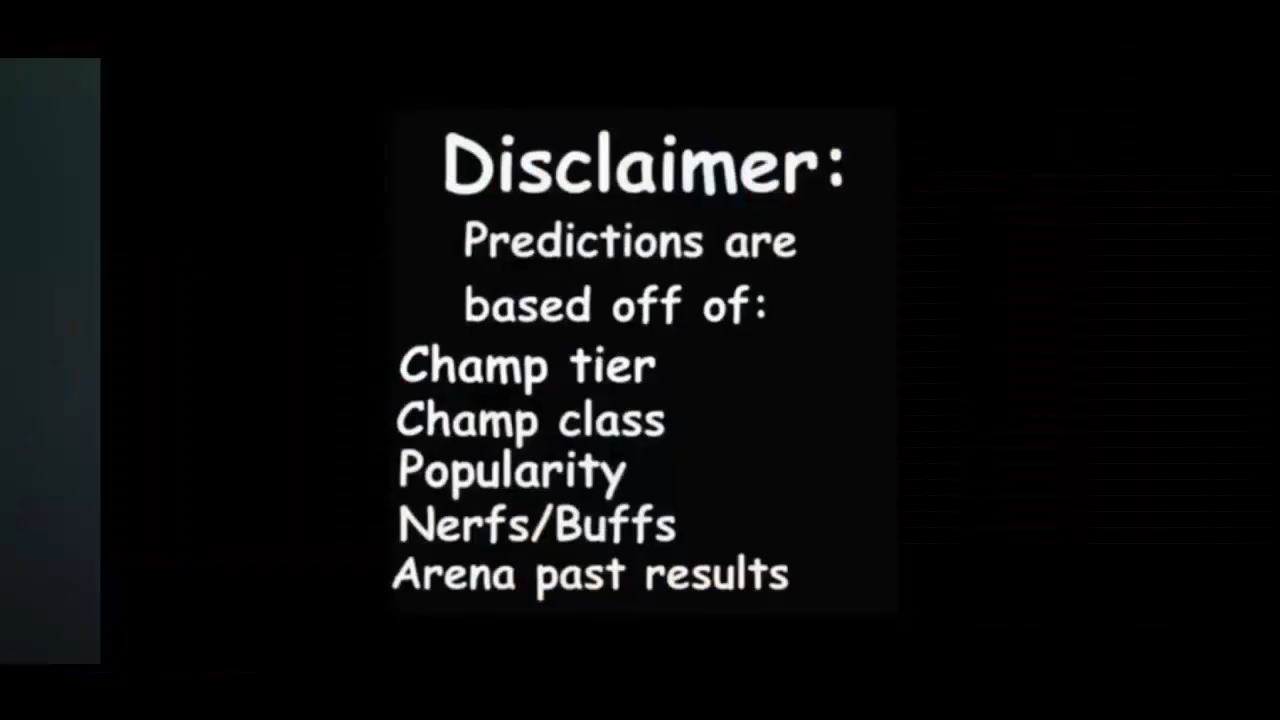 Disclaimer:
Predictions are
based off of:
Champ tier
Champ class
Popularity
Nerfs/Buffs
Arena past results